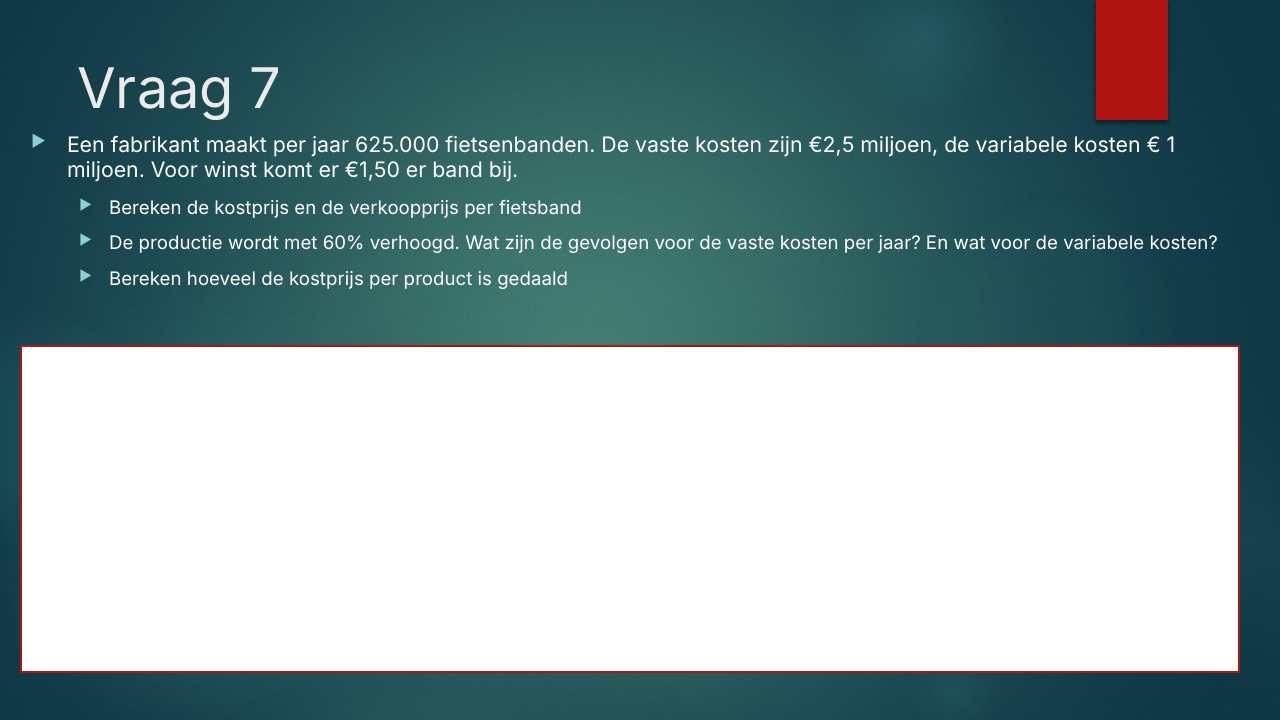 Vraag 7
Een fabrikant maakt per jaar 625.000 fietsenbanden. De vaste kosten zijn €2,5 miljoen, de variabele kosten € 1
miljoen. Voor winst komt er €1,50 er band bij.
Bereken de kostprijs en de verkoopprijs per fietsband
De productie wordt met 60% verhoogd. Wat zijn de gevolgen voor de vaste kosten per jaar? En wat voor de variabele kosten?
Bereken hoeveel de kostprijs per product is gedaald